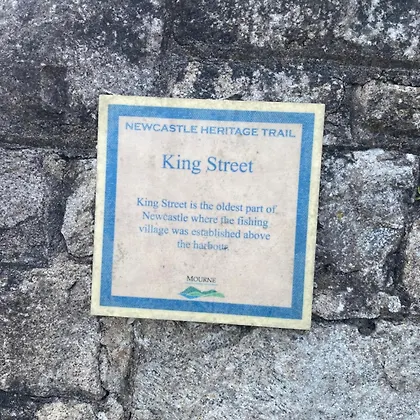 NEWCASTLE HERITAGE TRAIL
King Street
King Street is the oldest part of
Newcastle where the fishing
village was established above
the harbour.
MOURNE